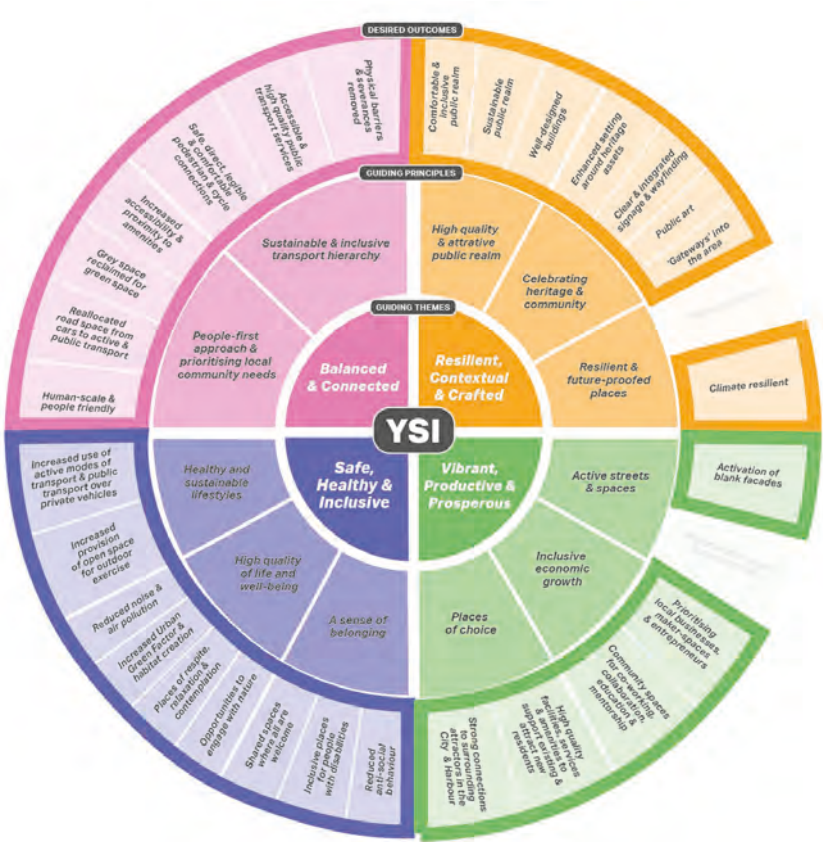 DESIRED OUTCOMES
Physical barriers
& severances
removed
Accessible &
high quality public
transport services
Safe, direct, legible
& comfortable
pedestrian & cycle
connections
Increased
accessibility &
proximity to
amenities
Grey space
reclaimed for
green space
Reallocated
road space from
cars to active &
public transport
Human-scale &
people friendly
Comfortable &
inclusive
public realm
Sustainable
public realm
Well-designed
buildings
Enhanced setting
around heritage
assets
Clear & integrated
signage & wayfinding
Public art
'Gateways' into
the area
Climate resilient
GUIDING PRINCIPLES
Sustainable & inclusive
transport hierarchy
People-first
approach &
prioritising local
community needs
High quality
& attrative
public realm
Celebrating
heritage &
community
Resilient &
future-proofed
places
GUIDING THEMES
Balanced
& Connected
Resilient,
Contextual
& Crafted
YSI
Safe,
Healthy &
Inclusive
Vibrant,
Productive &
Prosperous
Healthy and
sustainable
lifestyles
High quality
of life and
well-being
A sense of
belonging
Active streets
& spaces
Inclusive
economic
growth
Places
of choice
Increased use of
active modes of
transport & public
transport over
private vehicles
Increased
provision
of open space
for outdoor
exercise
Reduced noise &
air pollution
Increased Urban
Green Factor &
habitat creation
Places of respite,
relaxation &
contemplation
Opportunities to
engage with nature
Shared spaces
where all are
welcome
Inclusive places
for people
with disabilities
Reduced
anti-social
behaviour
Activation of
blank facades
Prioritising
local businesses,
maker-spaces
& entrepreneurs
Community spaces
for co-working,
collaboration,
education &
mentorship
High quality
facilities, services
& amenities to
support existing &
attract new
residents
Strong connections
to surrounding
attractors in the
City & Harbour